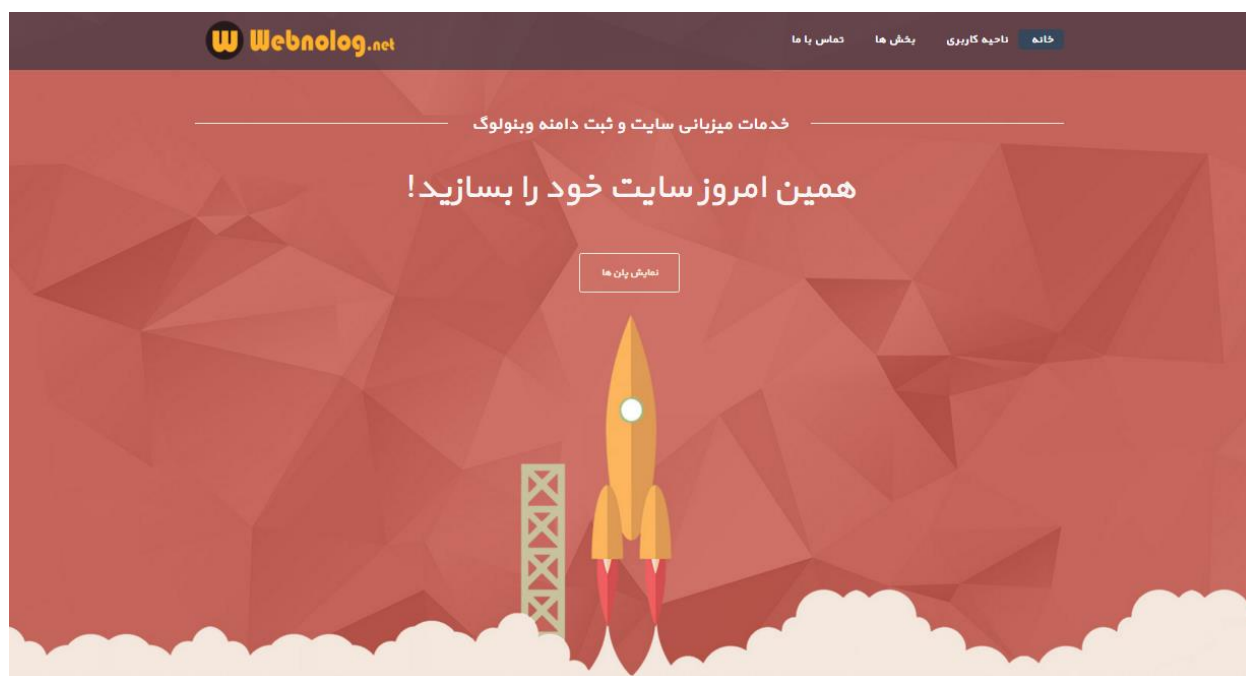 W Webnolog.net
خانه ناحیه کاربری بخش ها تماس با ما
خدمات میزبانی سایت و ثبت دامنه وبنولوگ
همین امروز سایت خود را بسازید!
نمایش پلن ها